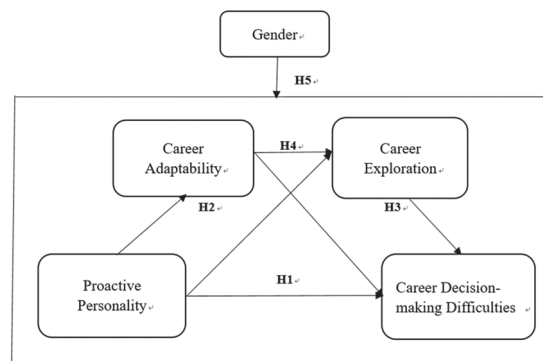 Gender
H5
Career
Adaptability
H4
Career
Exploration
H2
H3
Proactive
Personality
H1
Career Decision-
making Difficulties